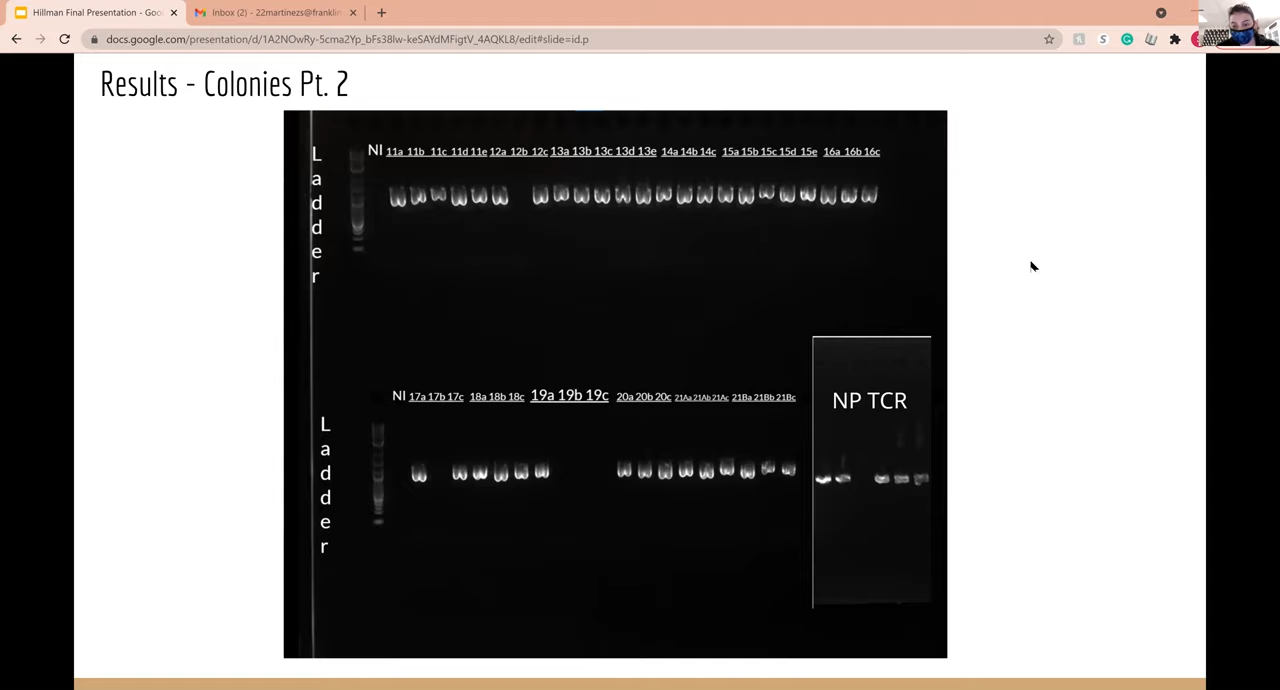 Hillman Final Presentation - Goo
Inbox (2) - 22martinezs@franklin
docs.google.com/presentation/d/1A2NOwRy-5cma2Yp_bFs38lw-keSAYdMFigtV_4AOKL8/edit#slide=id.p
Results - Colonies Pt. 2
Ladder
NI 11a 11b 11c 11d 11e 12a 12b 12c 13a 13b 13c 13d 13e 14a 14b 14c 15a 15b 15c 15d 15e 16a 16b 16c
Ladder
NI 17a 17b 17c 18a 18b 18c 19a 19b 19c 20a 20b 20c 21Aa 21Ab 21Ac 21Ba 21Bb 21Bc
NP TCR